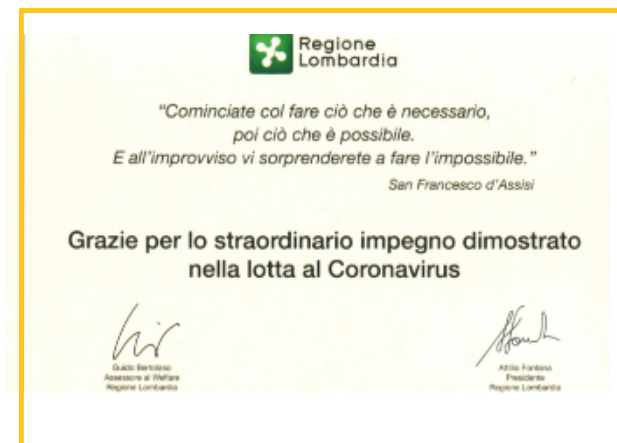 Regione
Lombardia
“Cominciate col fare ciò che è necessario,
poi ciò che è possibile.
E all’improvviso vi sorprenderete a fare l’impossibile.”
San Francesco d’Assisi
Grazie per lo straordinario impegno dimostrato
nella lotta al Coronavirus
Guido Bertolaso
Assessore al Welfare
Regione Lombardia
Attilio Fontana
Presidente
Regione Lombardia